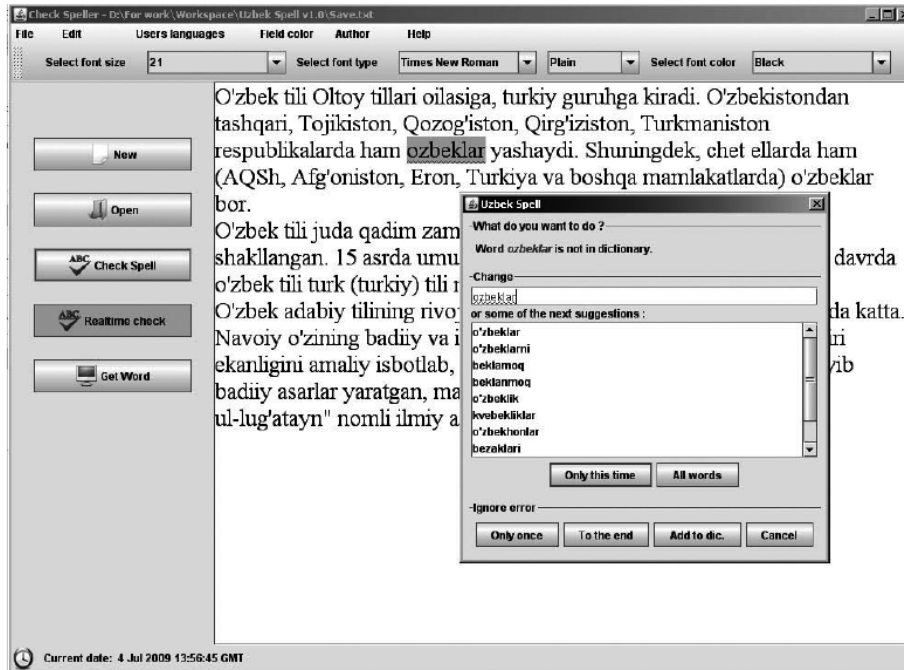 Check Speller - D:\For work\Workspace\Uzbek Spell v1.0\Save.txt
File Edit Users languages Field color Author Help
Select font size 21 Select font type Times New Roman Plain Select font color Black
New
Open
ABC Check Spell
ABC Realtime check
Get Word
O'zbek tili Oltoy tillari oilasiga, turkiy guruhga kiradi. O'zbekistondan
tashqari, Tojikiston, Qozog'iston, Qirg'iziston, Turkmaniston
respublikalarda ham ozbeklar yashaydi. Shuningdek, chet ellarda ham
(AQSh, Afg'oniston, Eron, Turkiya va boshqa mamlakatlarda) o'zbeklar
bor.
O'zbek tili juda qadim zam
shakllangan. 15 asrda umu davrda
o'zbek tili turk (turkiy) tili
O'zbek adabiy tilining rivo da katta.
Navoiy o'zining badiiy va i iri
ekanligini amaliy isbotlab, yib
badiiy asarlar yaratgan, ma
ul-lug'atayn" nomli ilmiy a
Uzbek Spell
What do you want to do ?
Word ozbeklar is not in dictionary.
Change
ozbeklar
or some of the next suggestions :
o'zbeklar
o'zbeklarni
beklamoq
beklanmoq
o'zbeklik
kvebekliklar
o'zbekhonlar
bezaklari
Only this time All words
Ignore error
Only once To the end Add to dic. Cancel
Current date: 4 Jul 2009 13:56:45 GMT